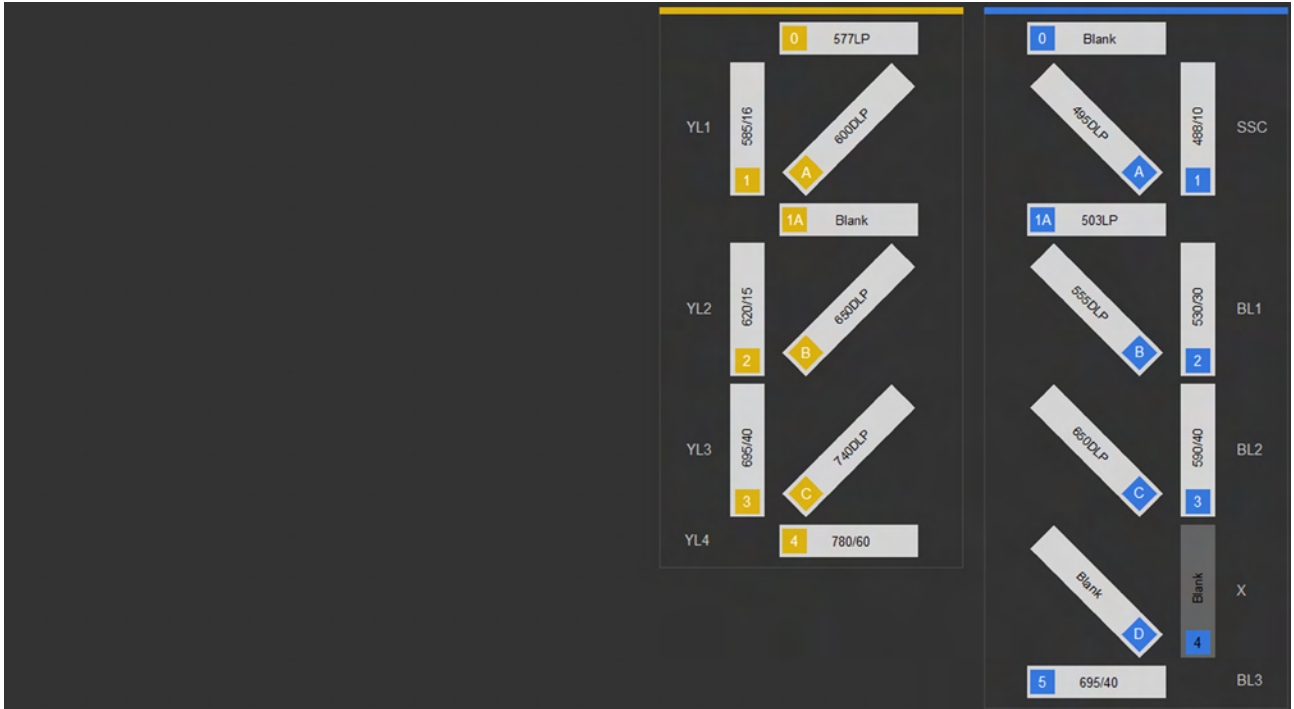 0 577LP
YL1
585/16
1
600DLP
A
1A Blank
YL2
620/15
2
650DLP
B
YL3
695/40
3
740DLP
C
YL4
4 780/60
0 Blank
495DLP
A
488/10
1
SSC
1A 503LP
555DLP
B
530/30
2
BL1
650DLP
C
590/40
3
BL2
Blank
D
Blank
4
X
5 695/40
BL3